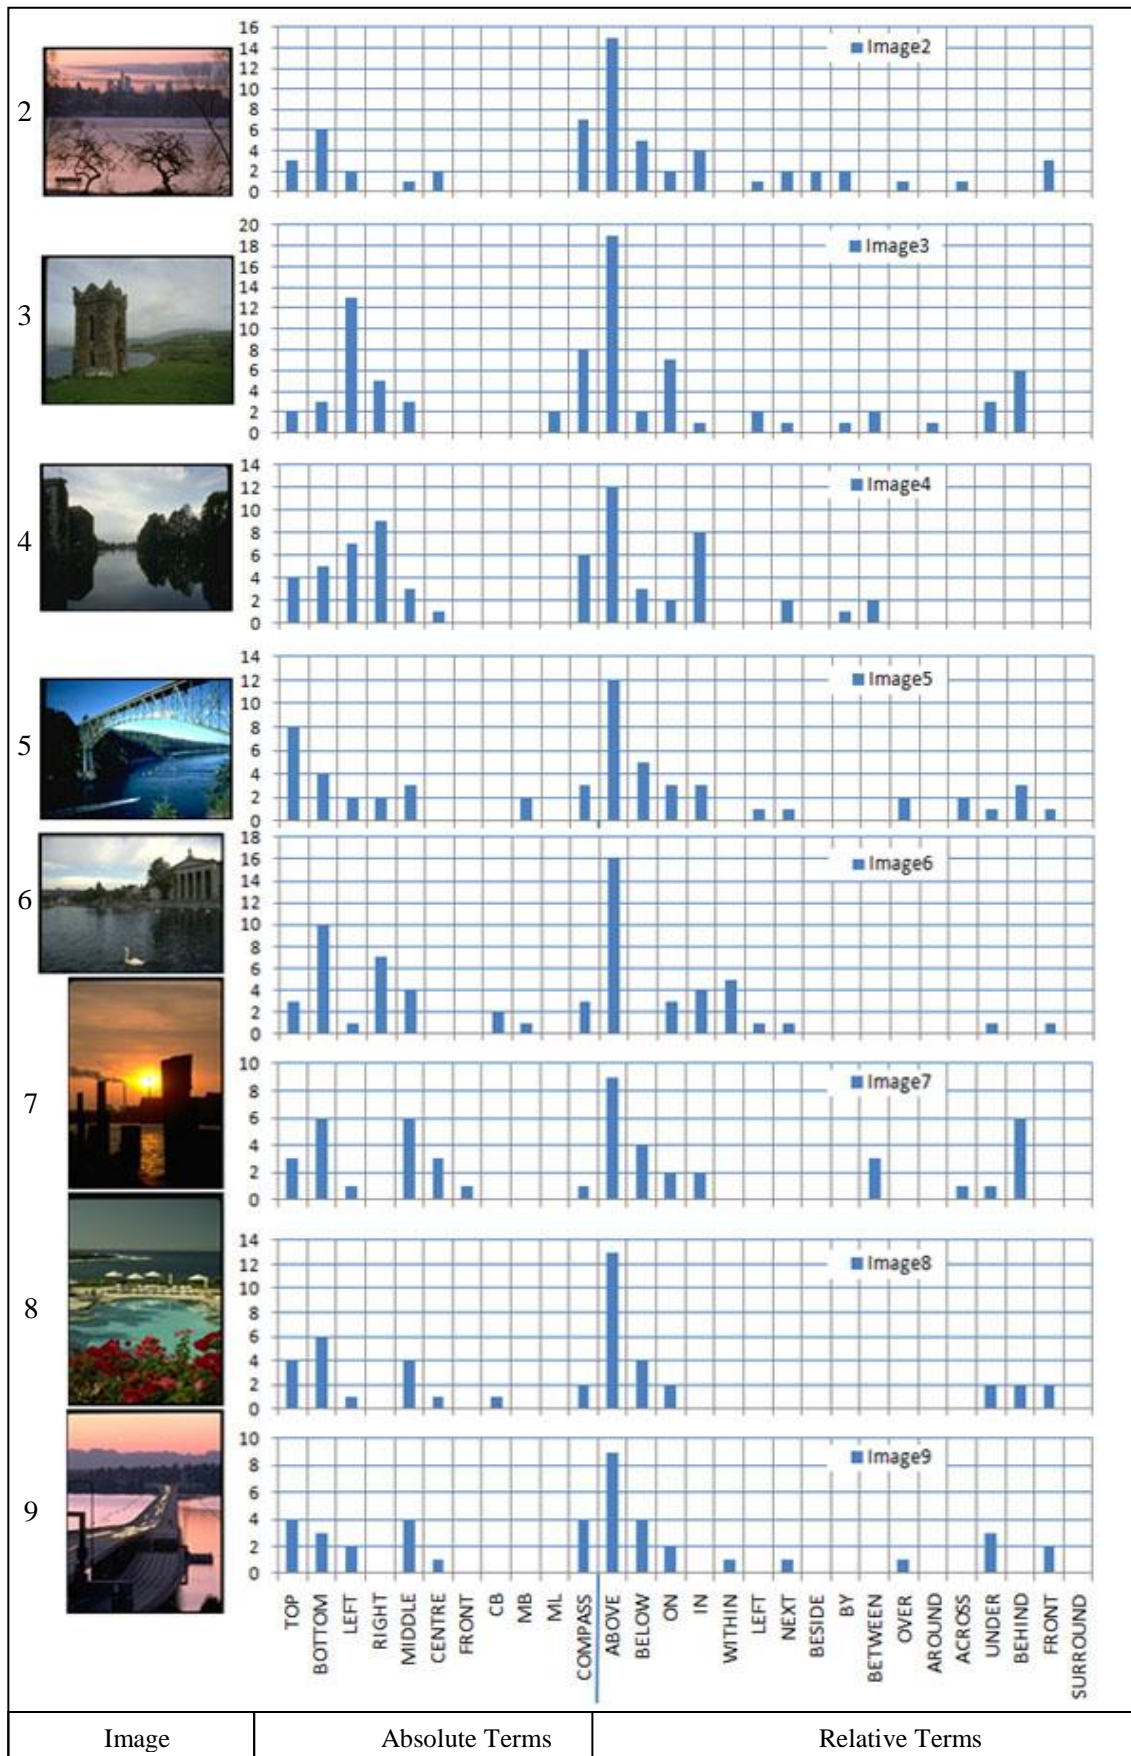 2
16
14
12
10
8
6
4
2
0
Image2
3
20
18
16
14
12
10
8
6
4
2
0
Image3
4
14
12
10
8
6
4
2
0
Image4
5
14
12
10
8
6
4
2
0
Image5
6
18
16
14
12
10
8
6
4
2
0
Image6
7
10
8
6
4
2
0
Image7
8
14
12
10
8
6
4
2
0
Image8
9
10
8
6
4
2
0
Image9
TOP
BOTTOM
LEFT
RIGHT
MIDDLE
CENTRE
FRONT
CB
MB
ML
COMPASS
ABOVE
BELOW
ON
IN
WITHIN
LEFT
NEXT
BESIDE
BY
BETWEEN
OVER
AROUND
ACROSS
UNDER
BEHIND
FRONT
SURROUND
Image Absolute Terms Relative Terms